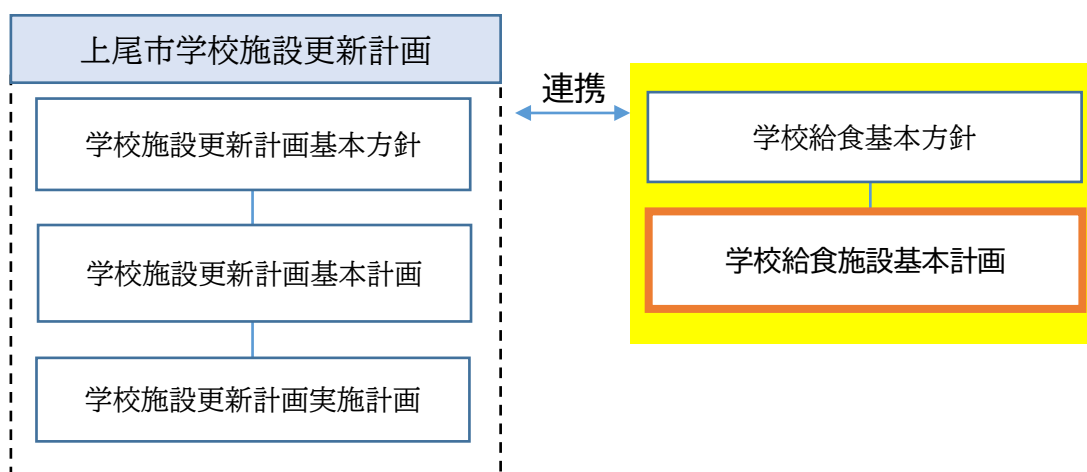 上尾市学校施設更新計画
学校施設更新計画基本方針
学校施設更新計画基本計画
学校施設更新計画実施計画
連携
学校給食基本方針
学校給食施設基本計画